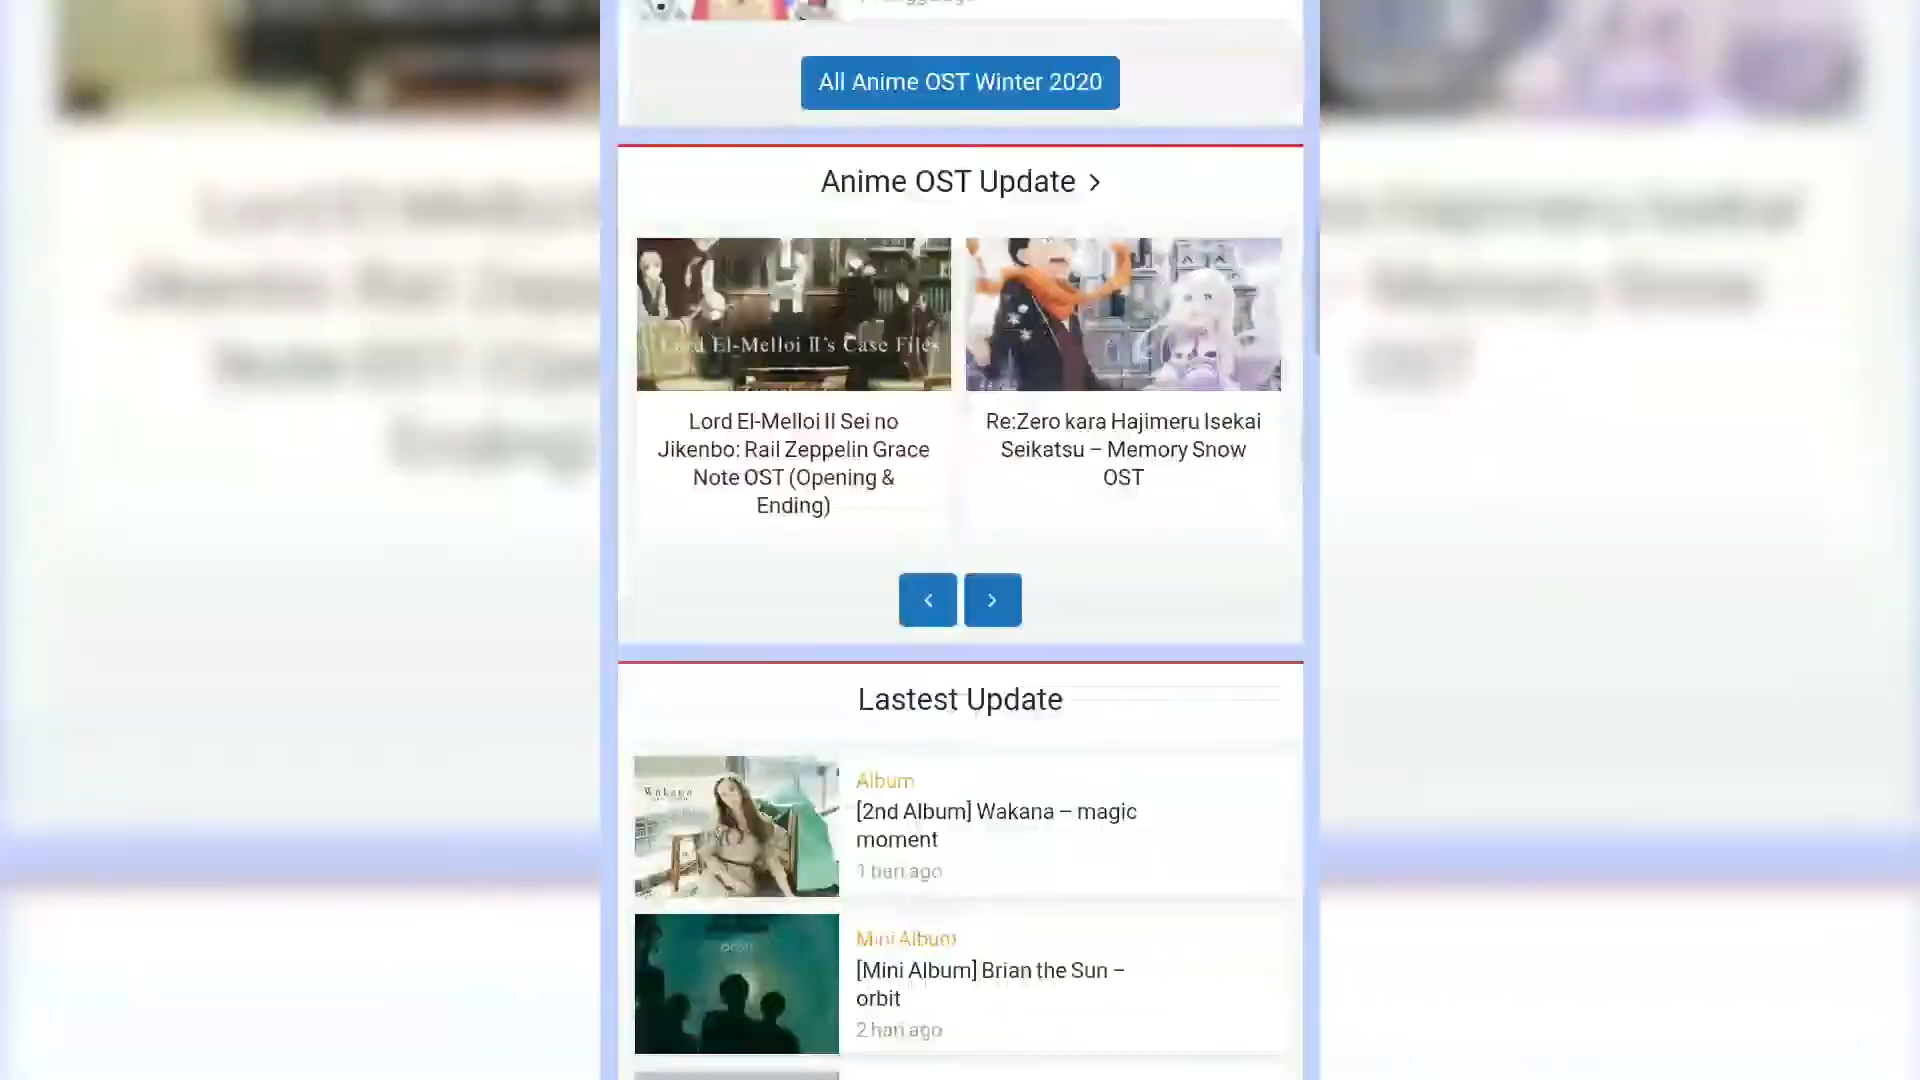 All Anime OST Winter 2020
Anime OST Update
Lord El-Melloi II's Case Files
Lord El-Melloi II Sei no
Jikenbo: Rail Zeppelin Grace
Note OST (Opening &
Ending)
Re:Zero kara Hajimeru Isekai
Seikatsu – Memory Snow
OST
Lastest Update
Wakana
Album
[2nd Album] Wakana – magic
moment
1 hari ago
orbit
Mini Album
[Mini Album] Brian the Sun –
orbit
2 hari ago